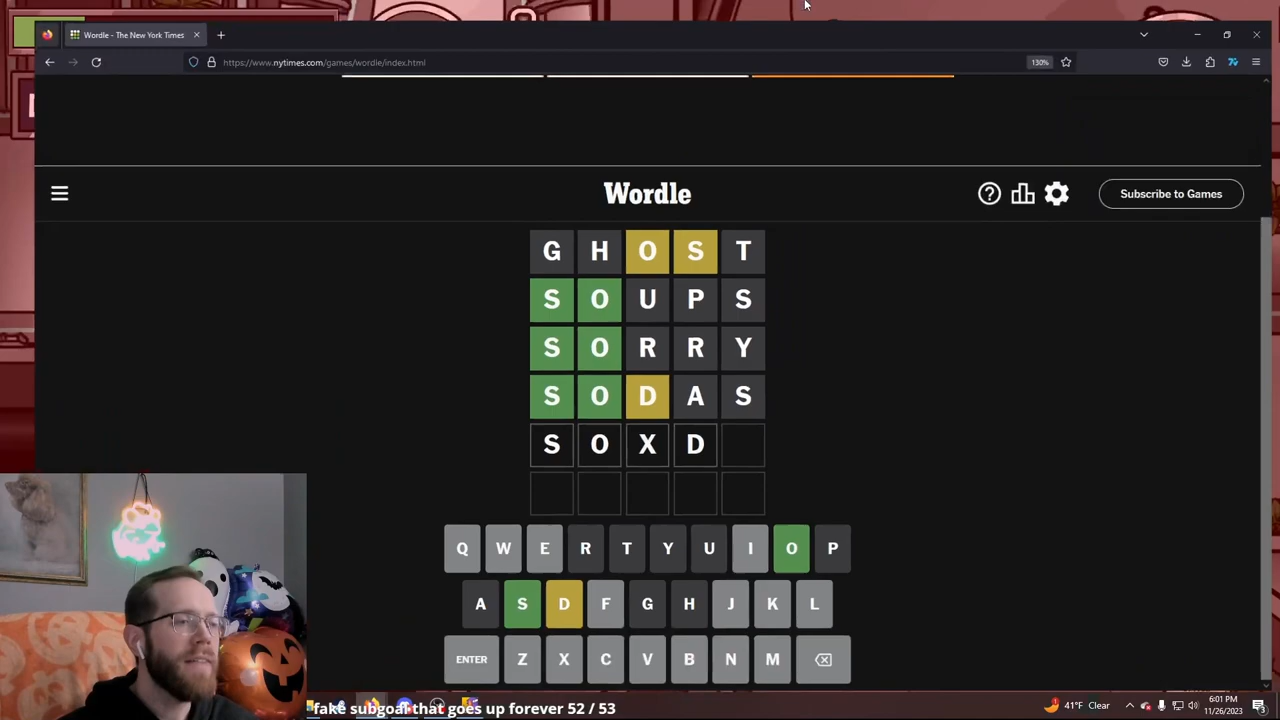 Wordle - The New York Times
https://www.nytimes.com/games/wordle/index.html
130%
Wordle
Subscribe to Games
G H O S T
S O U P S
S O R R Y
S O D A S
S O X D
Q W E R T Y U I O P
A S D F G H J K L
ENTER Z X C V B N M
fake subgoal that goes up forever 52 / 53
41°F Clear
6:01 PM
11/26/2023